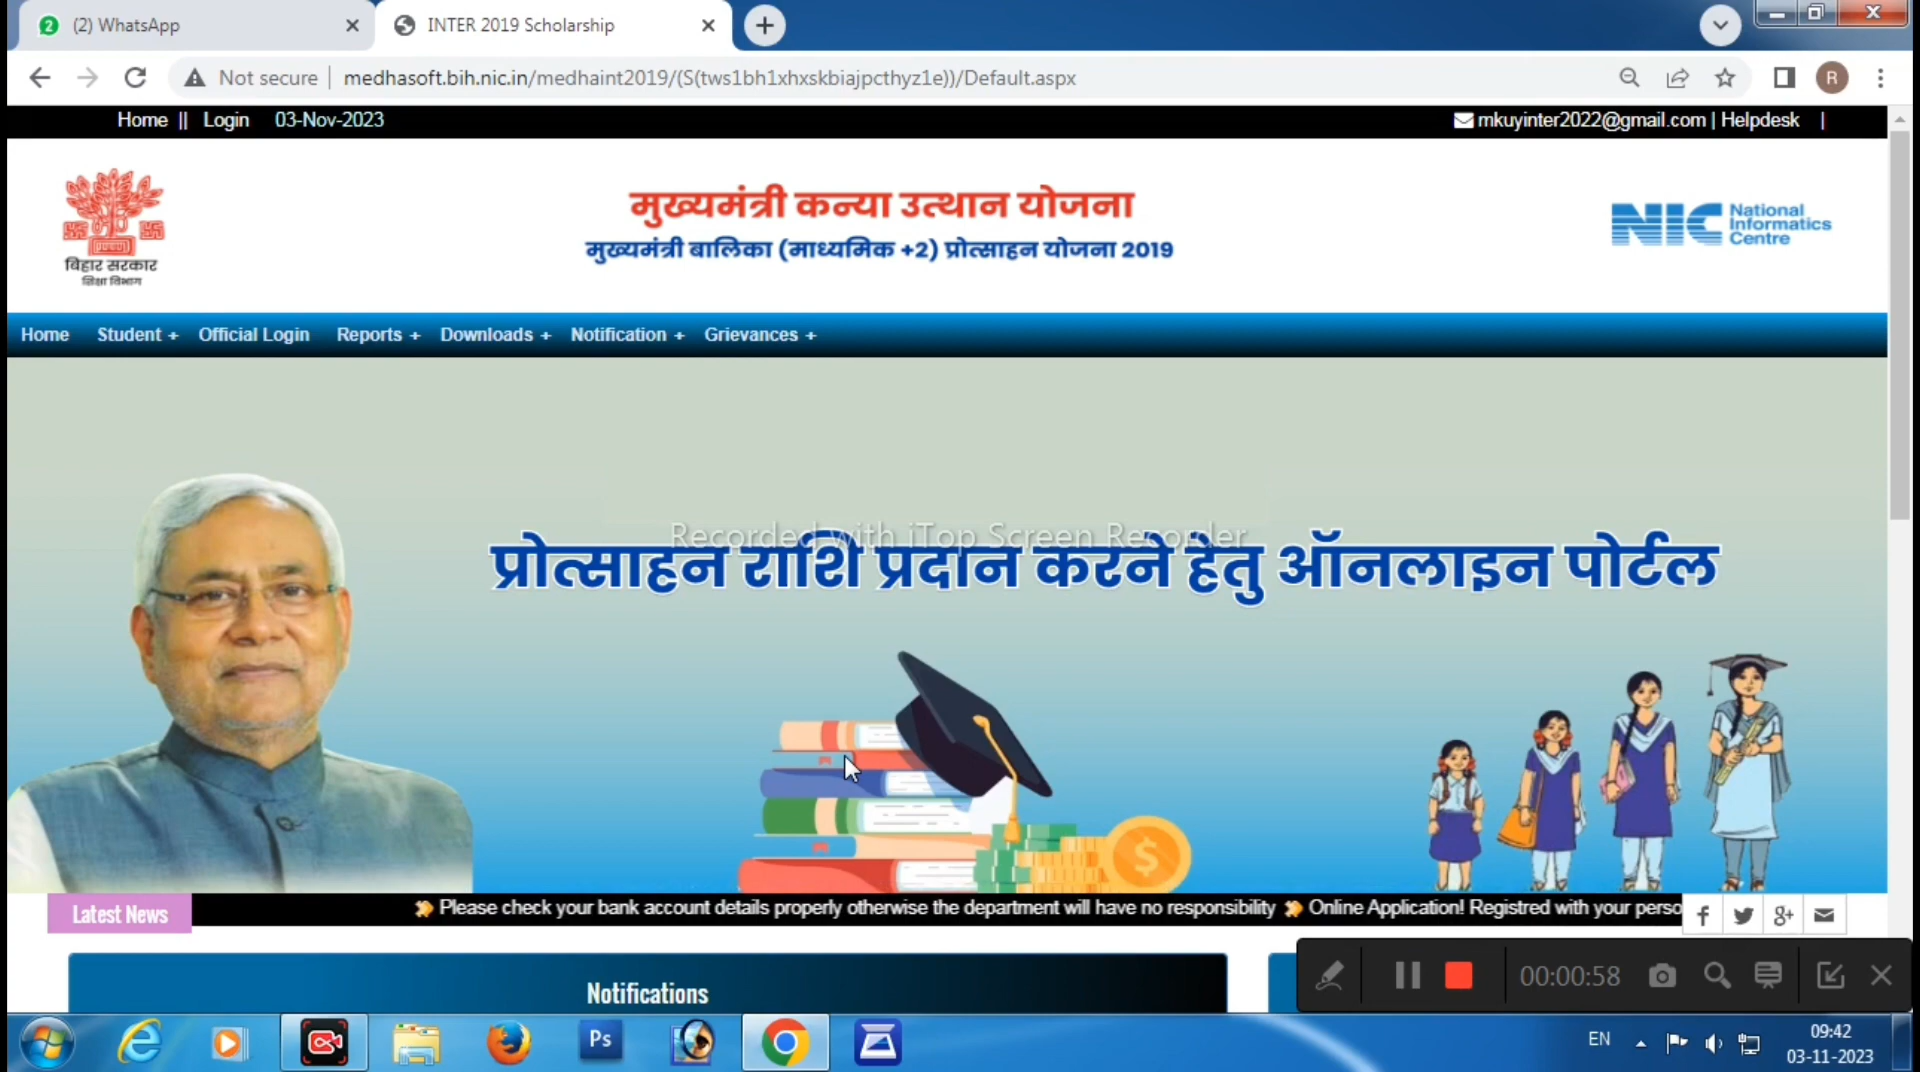 (2) WhatsApp
INTER 2019 Scholarship
Not secure | medhasoft.bih.nic.in/medhaint2019/(S(tws1bh1xhxskbiajpcthyz1e))/Default.aspx
R
Home || Login 03-Nov-2023
mkuyinter2022@gmail.com | Helpdesk |
मुख्यमंत्री कन्या उत्थान योजना
मुख्यमंत्री बालिका (माध्यमिक +2) प्रोत्साहन योजना 2019
बिहार सरकार
शिक्षा विभाग
NIC National
Informatics
Centre
Home Student + Official Login Reports + Downloads + Notification + Grievances +
Recorded with iTop Screen Recorder
प्रोत्साहन राशि प्रदान करने हेतु ऑनलाइन पोर्टल
Latest News
Please check your bank account details properly otherwise the department will have no responsibility
Online Application! Registred with your perso
Notifications
00:00:58
Ps
EN
09:42
03-11-2023